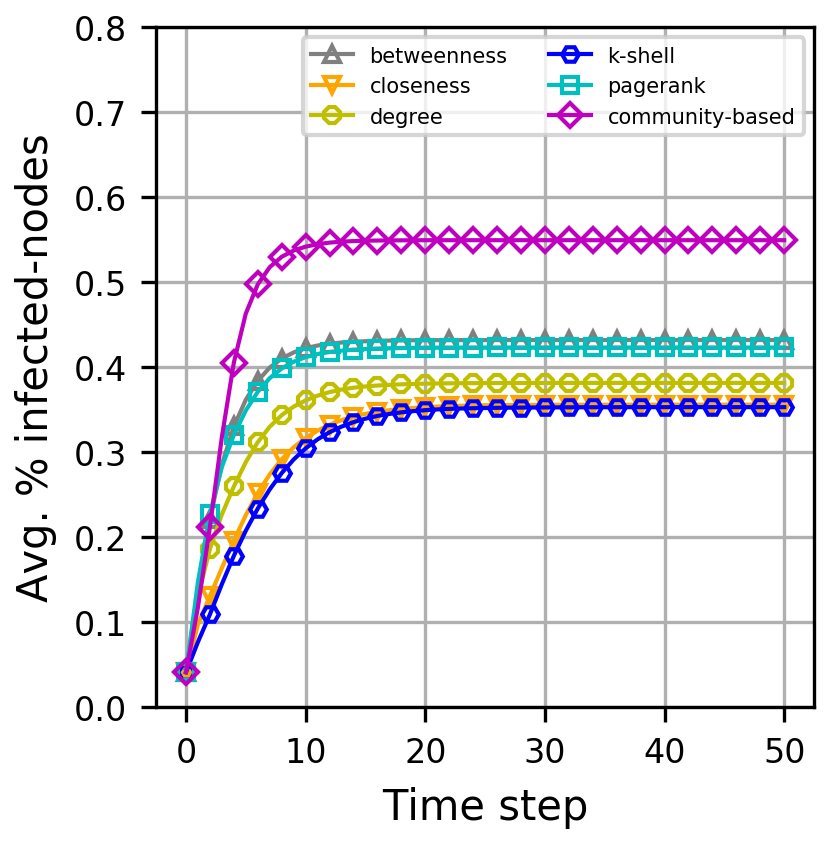 0.8
0.7
0.6
0.5
0.4
0.3
0.2
0.1
0.0
Avg. % infected-nodes
betweenness
closeness
degree
k-shell
pagerank
community-based
0 10 20 30 40 50
Time step